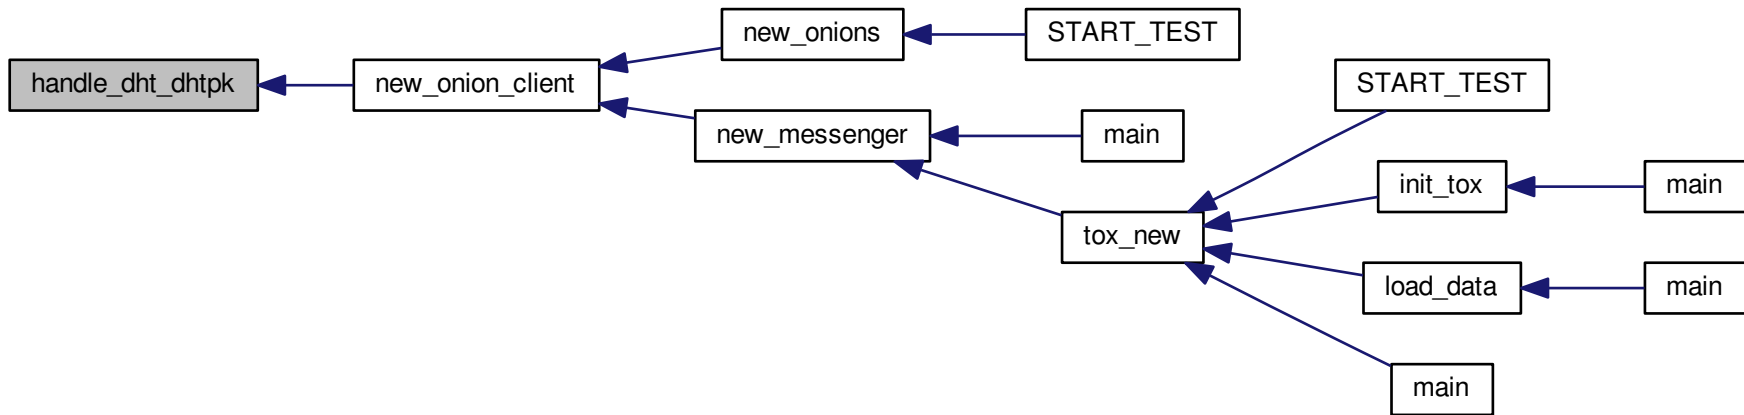 handle_dht_dhtpk
new_onion_client
new_onions
START_TEST
new_messenger
main
tox_new
START_TEST
init_tox
main
load_data
main
main